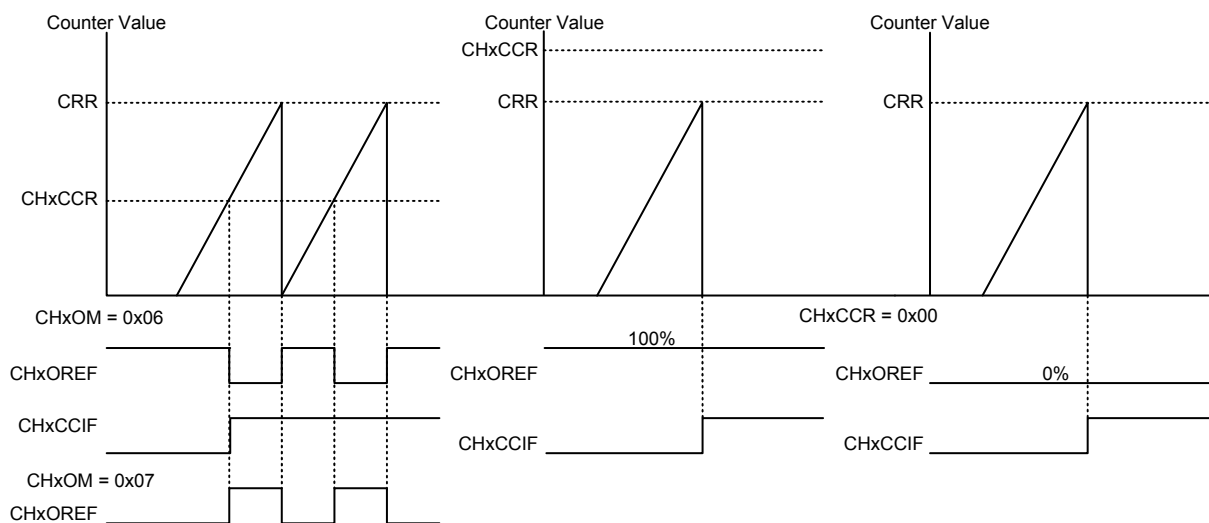 Counter Value
CRR
CHxCCR
CHxOM = 0x06
CHxOREF
CHxCCIF
CHxOM = 0x07
CHxOREF
Counter Value
CHxCCR
CRR
100%
CHxOREF
CHxCCIF
Counter Value
CRR
CHxCCR = 0x00
CHxOREF
0%
CHxCCIF